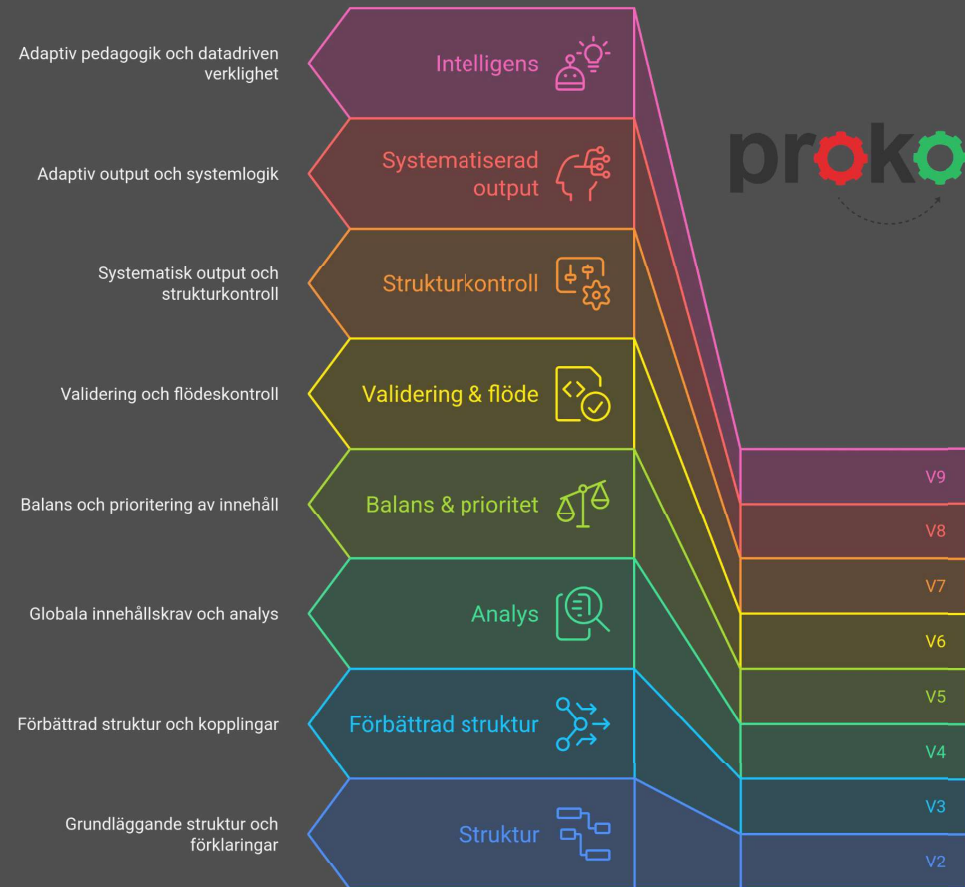 Adaptiv pedagogik och datadriven
verklighet
Intelligens
proko
Adaptiv output och systemlogik
Systematiserad
output
Systematisk output och
strukturkontroll
Strukturkontroll
Validering och flödeskontroll
Validering & flöde
V9
Balans och prioritering av innehåll
Balans & prioritet
V8
V7
Globala innehållskrav och analys
Analys
V6
V5
Förbättrad struktur och kopplingar
Förbättrad struktur
V4
V3
Grundläggande struktur och
förklaringar
Struktur
V2